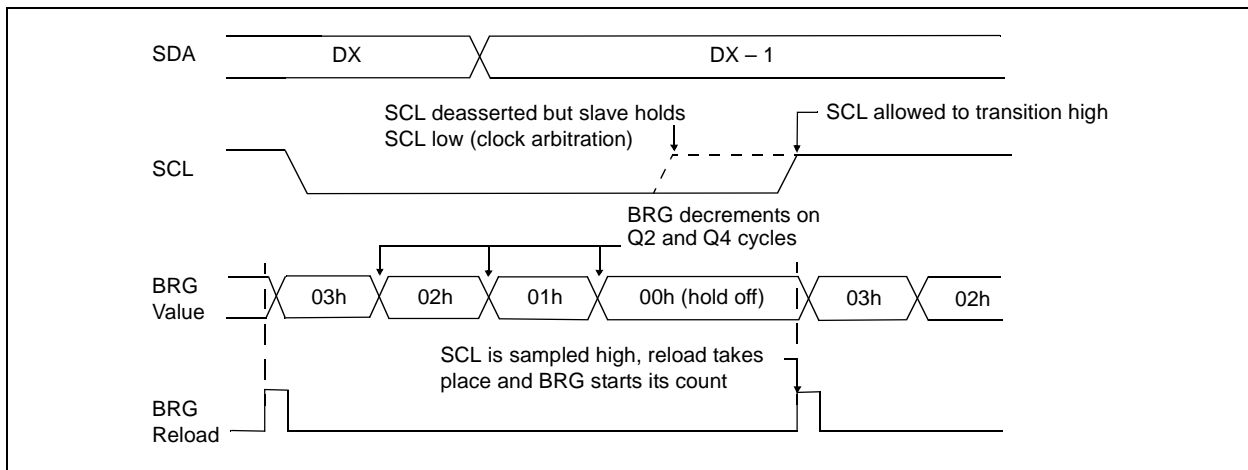 SDA
DX
DX – 1
SCL deasserted but slave holds
SCL low (clock arbitration)
SCL allowed to transition high
SCL
BRG decrements on
Q2 and Q4 cycles
BRG
Value
03h
02h
01h
00h (hold off)
03h
02h
SCL is sampled high, reload takes
place and BRG starts its count
BRG
Reload